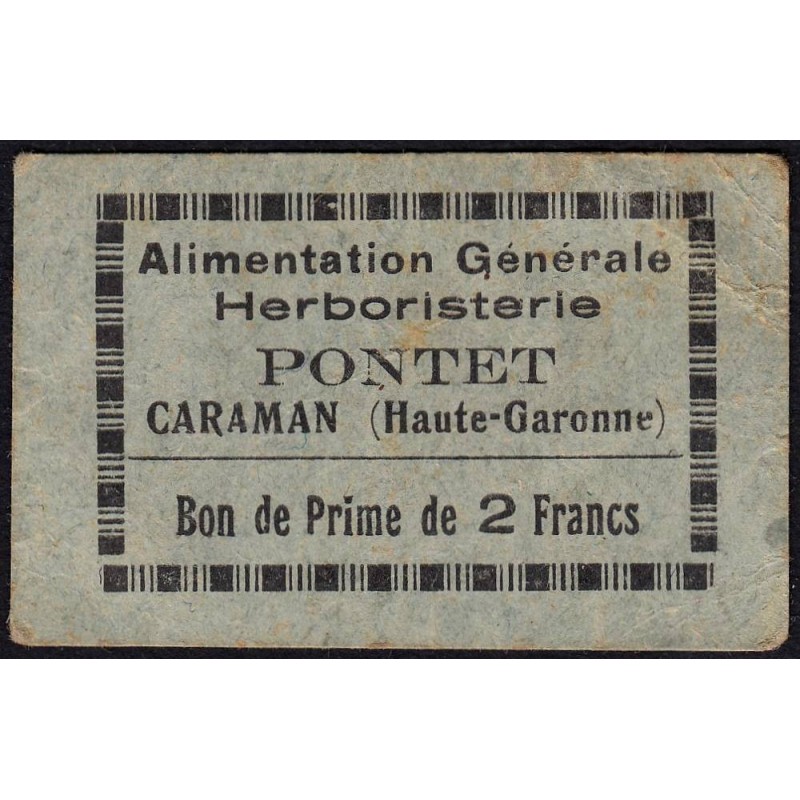 Alimentation Générale
Herboristerie
PONTET
CARAMAN (Haute-Garonne)
Bon de Prime de 2 Francs